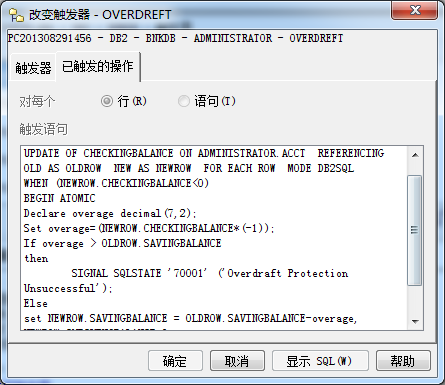 改变触发器 - OVERDREFT
PC201308291456 - DB2 - BNKDB - ADMINISTRATOR - OVERDREFT
触发器 已触发的操作
对每个 行(R) 语句(T)
触发语句
UPDATE OF CHECKINGBALANCE ON ADMINISTRATOR.ACCT REFERENCING
OLD AS OLDROW NEW AS NEWROW FOR EACH ROW MODE DB2SQL
WHEN (NEWROW.CHECKINGBALANCE<0)
BEGIN ATOMIC
Declare overage decimal(7,2);
Set overage=(NEWROW.CHECKINGBALANCE*(-1));
If overage > OLDROW.SAVINGBALANCE
then
SIGNAL SQLSTATE '70001' ('Overdraft Protection
Unsuccessful');
Else
set NEWROW.SAVINGBALANCE = OLDROW.SAVINGBALANCE-overage,
确定 取消 显示 SQL(W) 帮助